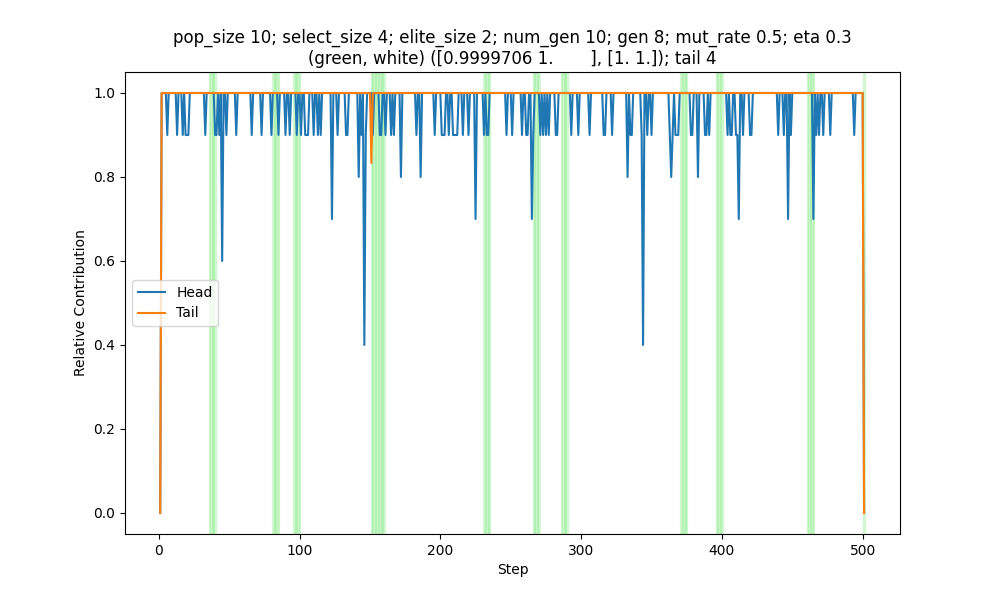 pop_size 10; select_size 4; elite_size 2; num_gen 10; gen 8; mut_rate 0.5; eta 0.3
(green, white) ([0.9999706 1.        ], [1. 1.]); tail 4
1.0
0.8
0.6
0.4
0.2
0.0
Relative Contribution
Head
Tail
0
100
200
300
400
500
Step